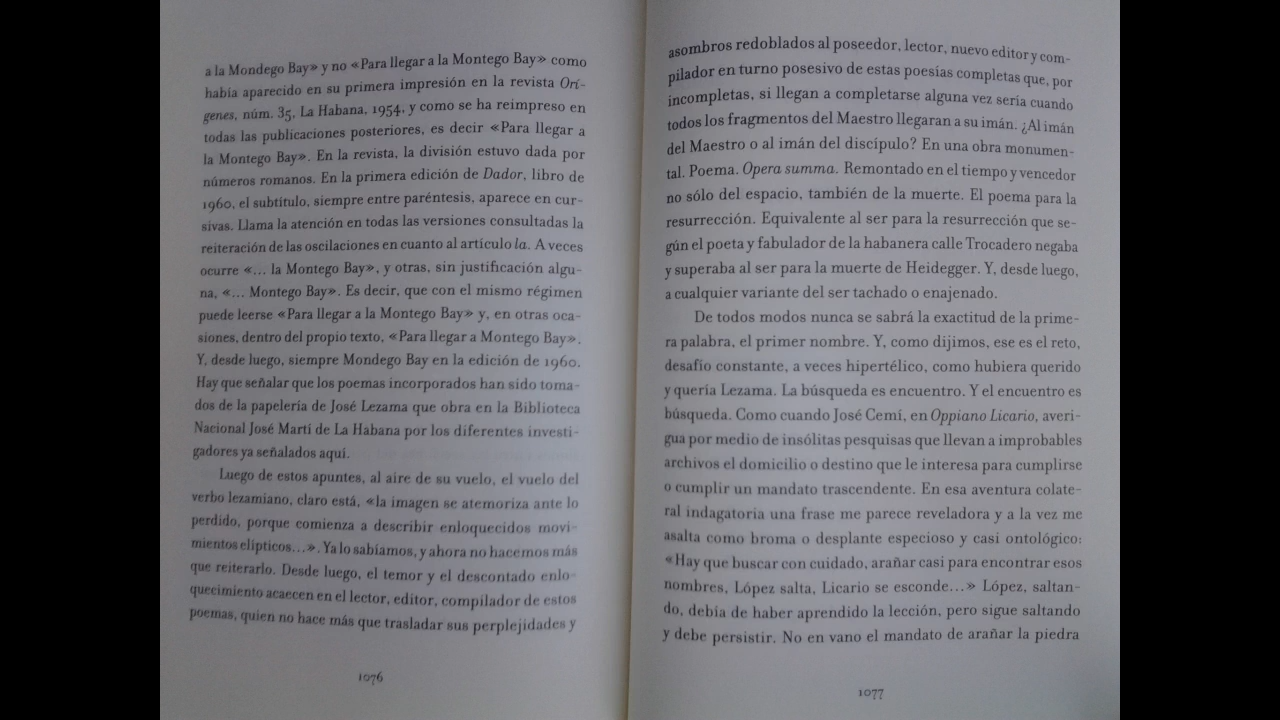 a la Mondego Bay» y no «Para llegar a la Montego Bay» como
había aparecido en su primera impresión en la revista Orí-
genes, núm. 35, La Habana, 1954, y como se ha reimpreso en
todas las publicaciones posteriores, es decir «Para llegar a
la Montego Bay». En la revista, la división estuvo dada por
números romanos. En la primera edición de Dador, libro de
1960, el subtítulo, siempre entre paréntesis, aparece en cur-
sivas. Llama la atención en todas las versiones consultadas la
reiteración de las oscilaciones en cuanto al artículo la. A veces
ocurre «... la Montego Bay», y otras, sin justificación algu-
na, «... Montego Bay». Es decir, que con el mismo régimen
puede leerse «Para llegar a la Montego Bay» y, en otras oca-
siones, dentro del propio texto, «Para llegar a Montego Bay».
Y, desde luego, siempre Mondego Bay en la edición de 1960.
Hay que señalar que los poemas incorporados han sido toma-
dos de la papelería de José Lezama que obra en la Biblioteca
Nacional José Martí de La Habana por los diferentes investi-
gadores ya señalados aquí.
Luego de estos apuntes, al aire de su vuelo, el vuelo del
verbo lezamiano, claro está, «la imagen se atemoriza ante lo
perdido, porque comienza a describir enloquecidos movi-
mientos elípticos...». Ya lo sabíamos, y ahora no hacemos más
que reiterarlo. Desde luego, el temor y el descontado enlo-
quecimiento acaecen en el lector, editor, compilador de estos
poemas, quien no hace más que trasladar sus perplejidades y
1076
asombros redoblados al poseedor, lector, nuevo editor y com-
pilador en turno posesivo de estas poesías completas que, por
incompletas, si llegan a completarse alguna vez sería cuando
todos los fragmentos del Maestro llegaran a su imán. ¿Al imán
del Maestro o al imán del discípulo? En una obra monumen-
tal. Poema. Opera summa. Remontado en el tiempo y vencedor
no sólo del espacio, también de la muerte. El poema para la
resurrección. Equivalente al ser para la resurrección que se-
gún el poeta y fabulador de la habanera calle Trocadero negaba
y superaba al ser para la muerte de Heidegger. Y, desde luego,
a cualquier variante del ser tachado o enajenado.
De todos modos nunca se sabrá la exactitud de la prime-
ra palabra, el primer nombre. Y, como dijimos, ese es el reto,
desafío constante, a veces hipertélico, como hubiera querido
y quería Lezama. La búsqueda es encuentro. Y el encuentro es
búsqueda. Como cuando José Cemí, en Oppiano Licario, averi-
gua por medio de insólitas pesquisas que llevan a improbables
archivos el domicilio o destino que le interesa para cumplirse
o cumplir un mandato trascendente. En esa aventura colate-
ral indagatoria una frase me parece reveladora y a la vez me
asalta como broma o desplante especioso y casi ontológico:
«Hay que buscar con cuidado, arañar casi para encontrar esos
nombres, López salta, Licario se esconde...» López, saltan-
do, debía de haber aprendido la lección, pero sigue saltando
y debe persistir. No en vano el mandato de arañar la piedra
1077